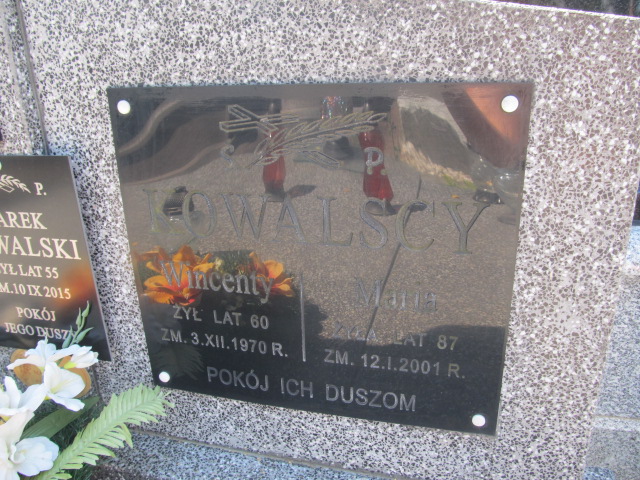 P.
AREK
WALSKI
ŻYŁ LAT 55
ZM. 10 IX 2015
POKÓJ
JEGO DUSZY
Ś. P.
KOWALSCY
Wincenty
ŻYŁ LAT 60
ZM. 3.XII.1970 R.
Maria
ŻYŁA LAT 87
ZM. 12.I.2001 R.
POKÓJ ICH DUSZOM